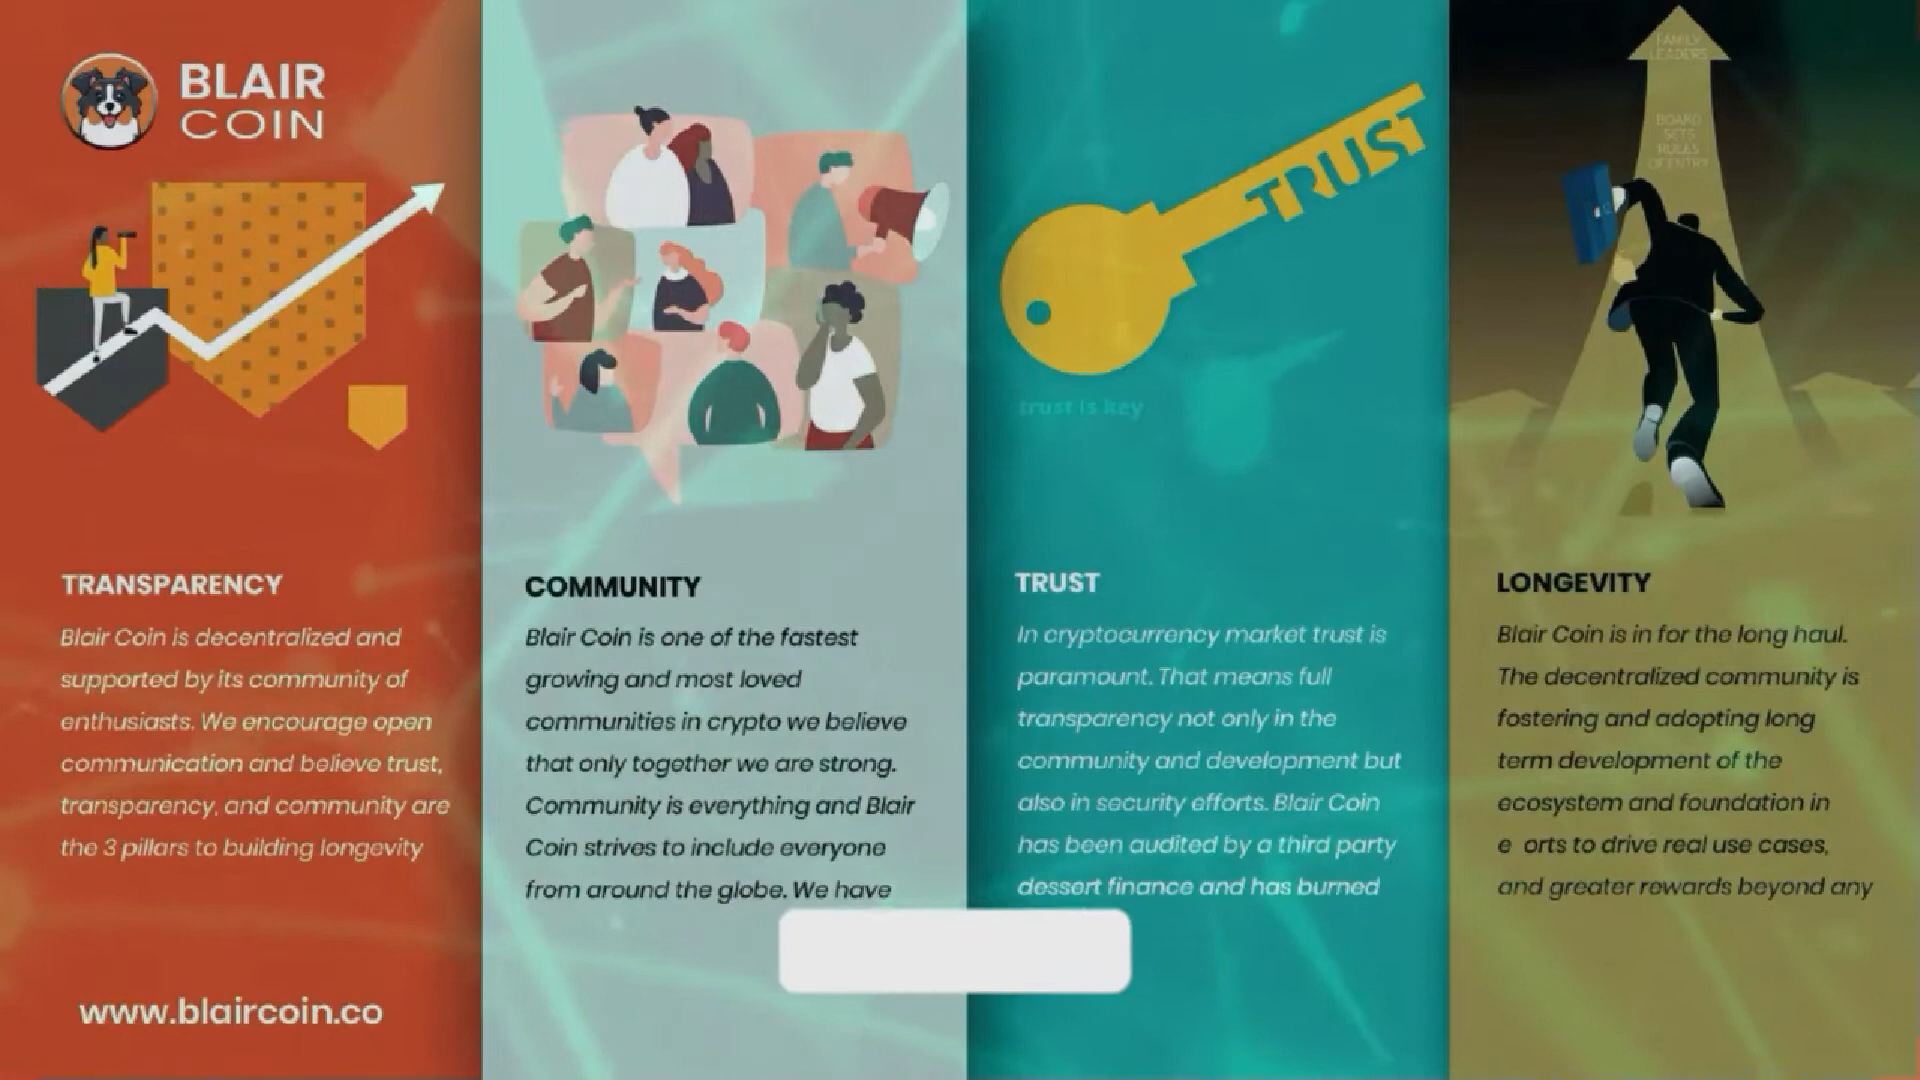 BLAIR
COIN
TRANSPARENCY
Blair Coin is decentralized and
supported by its community of
enthusiasts. We encourage open
communication and believe trust,
transparency, and community are
the 3 pillars to building longevity
www.blaircoin.co
COMMUNITY
Blair Coin is one of the fastest
growing and most loved
communities in crypto we believe
that only together we are strong.
Community is everything and Blair
Coin strives to include everyone
from around the globe. We have
TRUST
trust is key
TRUST
In cryptocurrency market trust is
paramount. That means full
transparency not only in the
community and development but
also in security efforts. Blair Coin
has been audited by a third party
dessert finance and has burned
FAMILY
LEADERS
BOARD
SETS
RULES
OF ENTRY
LONGEVITY
Blair Coin is in for the long haul.
The decentralized community is
fostering and adopting long
term development of the
ecosystem and foundation in
e orts to drive real use cases,
and greater rewards beyond any